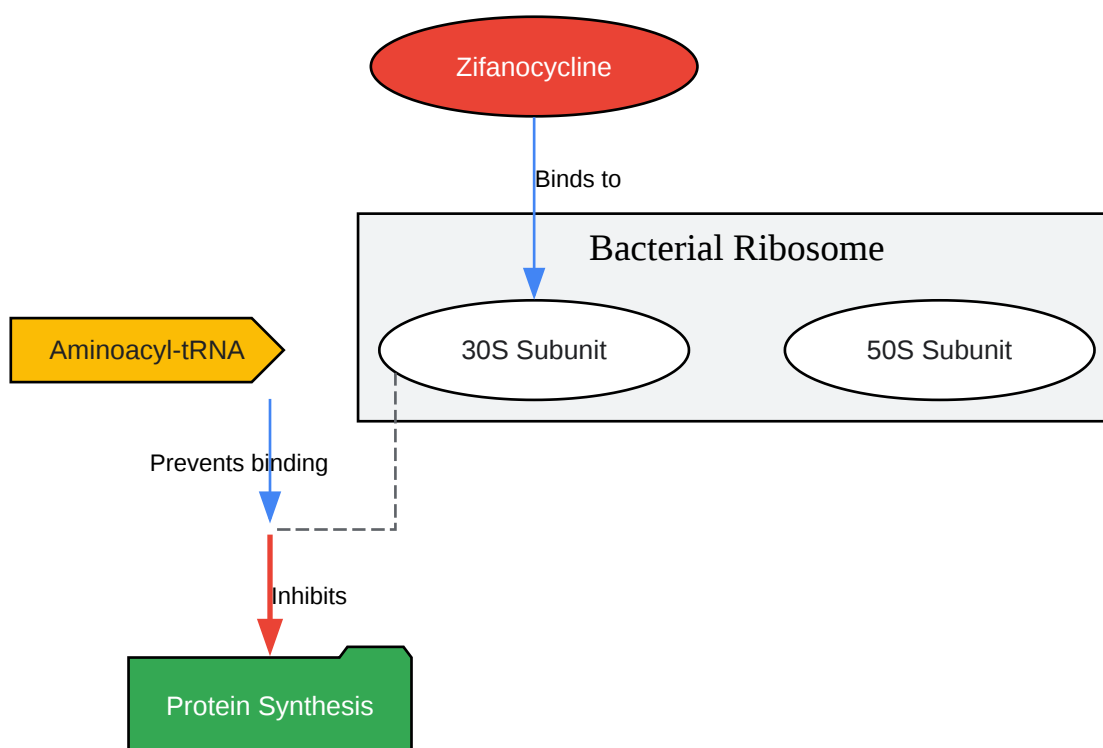 Zifanocycline
Binds to
Bacterial Ribosome
Aminoacyl-tRNA
30S Subunit
50S Subunit
Prevents binding
Inhibits
Protein Synthesis